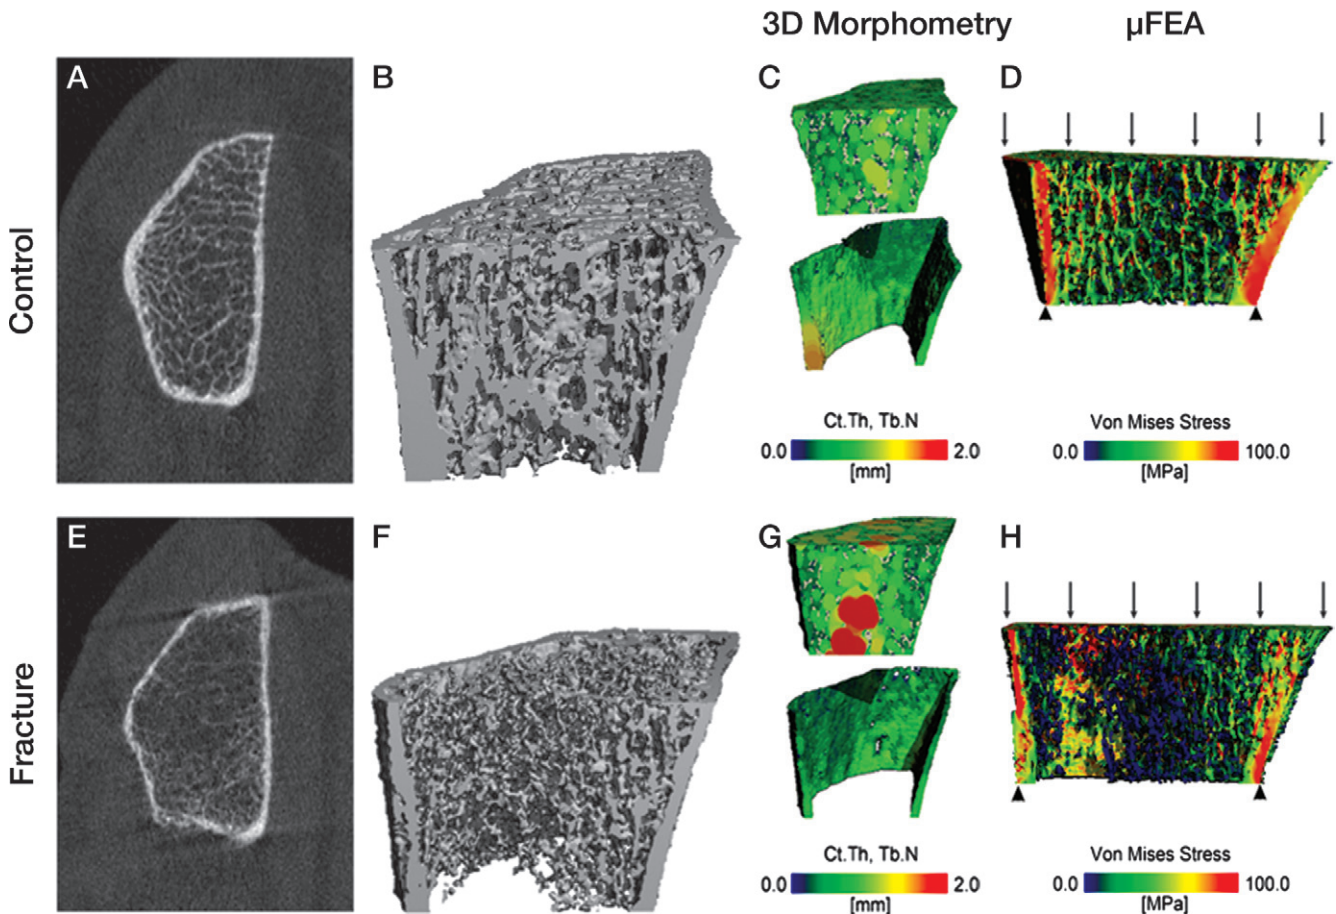 3D Morphometry
µFEA
A
B
C
D
Control
Ct.Th, Tb.N
0.0
2.0
[mm]
Von Mises Stress
0.0
100.0
[MPa]
E
F
G
H
Fracture
Ct.Th, Tb.N
0.0
2.0
[mm]
Von Mises Stress
0.0
100.0
[MPa]